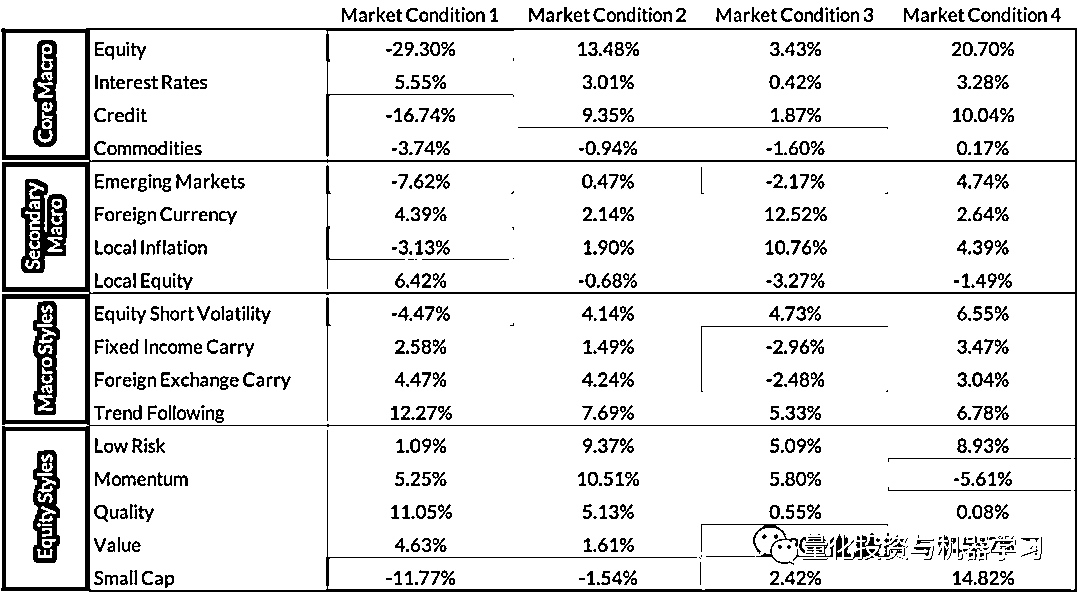 Market Condition 1 Market Condition 2 Market Condition 3 Market Condition 4
Core Macro
Equity -29.30% 13.48% 3.43% 20.70%
Interest Rates 5.55% 3.01% 0.42% 3.28%
Credit -16.74% 9.35% 1.87% 10.04%
Commodities -3.74% -0.94% -1.60% 0.17%
Secondary Macro
Emerging Markets -7.62% 0.47% -2.17% 4.74%
Foreign Currency 4.39% 2.14% 12.52% 2.64%
Local Inflation -3.13% 1.90% 10.76% 4.39%
Local Equity 6.42% -0.68% -3.27% -1.49%
Macro Styles
Equity Short Volatility -4.47% 4.14% 4.73% 6.55%
Fixed Income Carry 2.58% 1.49% -2.96% 3.47%
Foreign Exchange Carry 4.47% 4.24% -2.48% 3.04%
Trend Following 12.27% 7.69% 5.33% 6.78%
Equity Styles
Low Risk 1.09% 9.37% 5.09% 8.93%
Momentum 5.25% 10.51% 5.80% -5.61%
Quality 11.05% 5.13% 0.55% 0.08%
Value 4.63% 1.61%
量化投资与机器学习
Small Cap -11.77% -1.54% 2.42% 14.82%